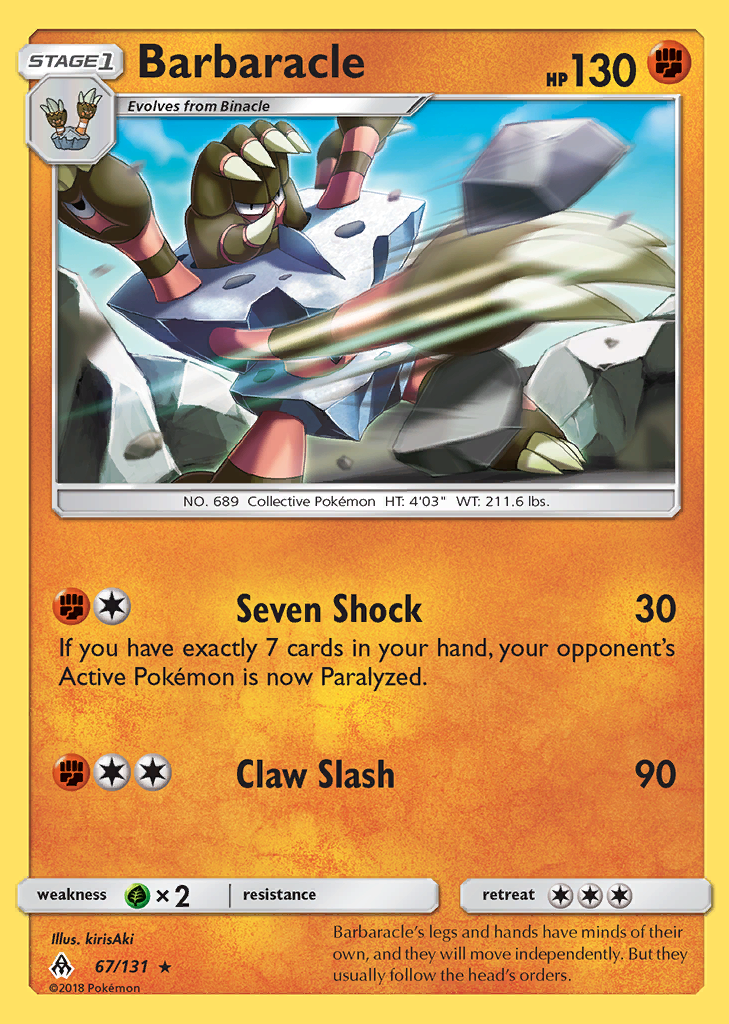 STAGE1
Barbaracle
HP 130
Evolves from Binacle
NO. 689 Collective Pokémon HT: 4'03" WT: 211.6 lbs.
Seven Shock 30
If you have exactly 7 cards in your hand, your opponent's
Active Pokémon is now Paralyzed.
Claw Slash 90
weakness × 2 resistance retreat
Illus. kirisAki
67/131 ★
©2018 Pokémon
Barbaracle's legs and hands have minds of their
own, and they will move independently. But they
usually follow the head's orders.